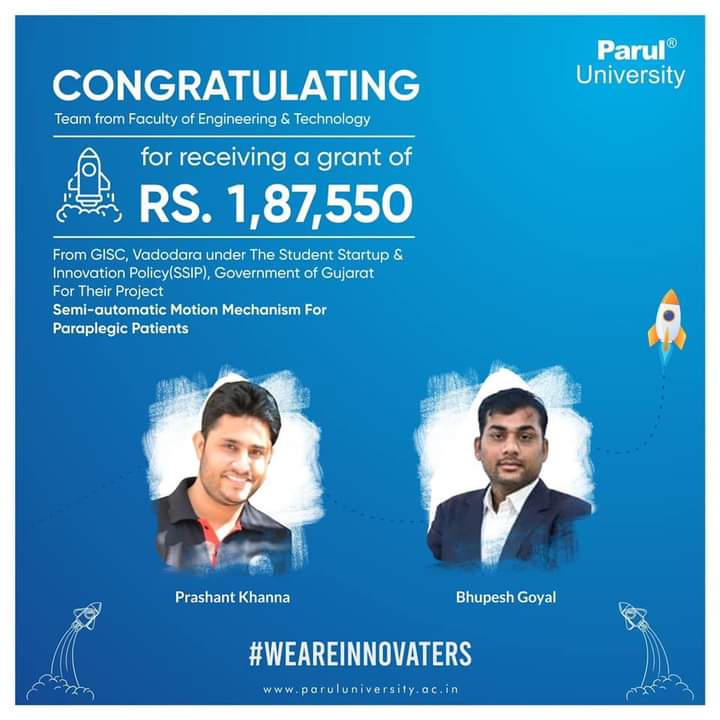 Parul®
University
CONGRATULATING
Team from Faculty of Engineering & Technology
for receiving a grant of
RS. 1,87,550
From GISC, Vadodara under The Student Startup &
Innovation Policy(SSIP), Government of Gujarat
For Their Project
Semi-automatic Motion Mechanism For
Paraplegic Patients
Prashant Khanna
Bhupesh Goyal
#WEAREINNOVATERS
www.paruluniversity.ac.in